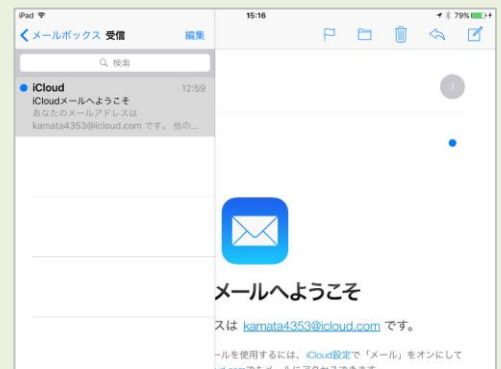 iPad
15:16
79%
メールボックス 受信 編集
検索
iCloud 12:59
iCloudメールへようこそ
あなたのメールアドレスは
kamata4353@icloud.com です。 他の...
メールへようこそ
スは kamata4353@icloud.com です。
ールを使用するには、iCloud設定で「メール」をオンにして